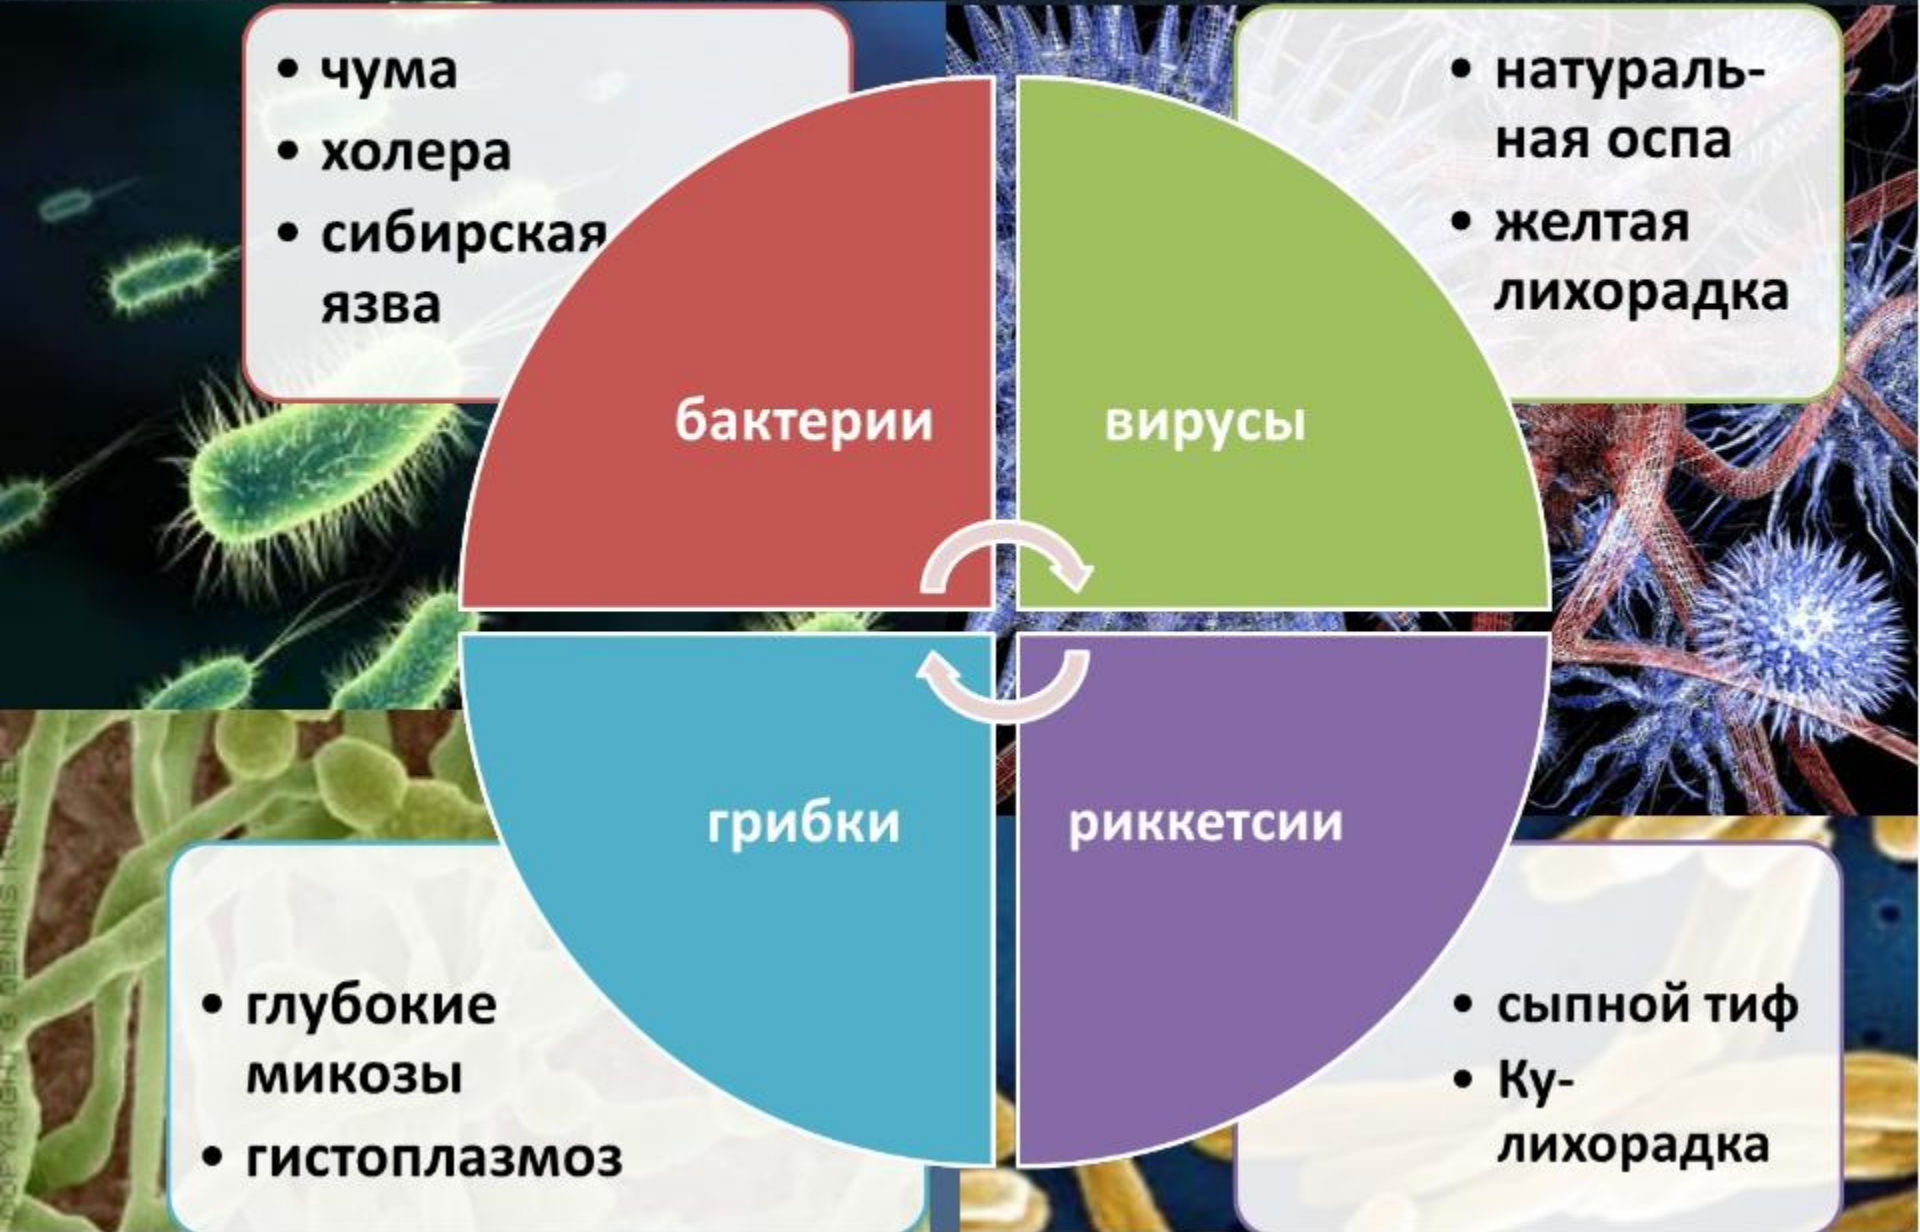 • чума
• холера
• сибирская
язва
• натураль-
ная оспа
• желтая
лихорадка
бактерии
вирусы
грибки
риккетсии
• глубокие
микозы
• гистоплазмоз
• сыпной тиф
• Ку-
лихорадка